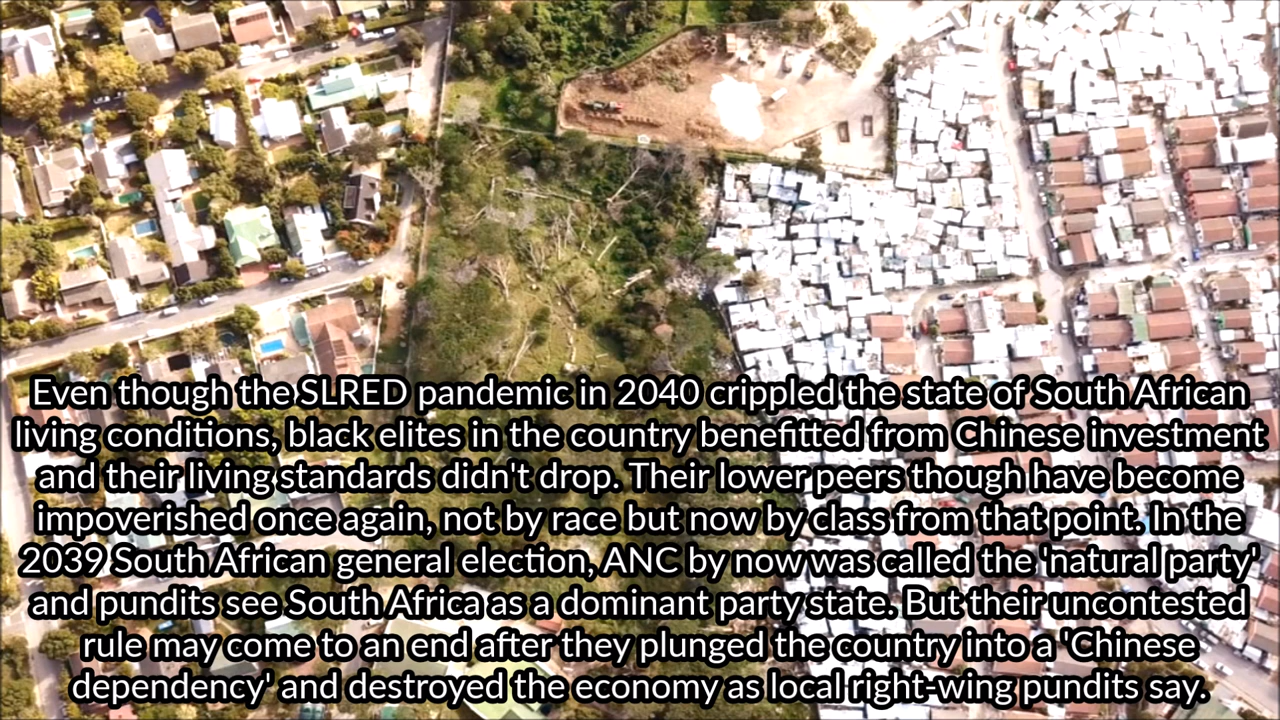 Even though the SLRED pandemic in 2040 crippled the state of South African
living conditions, black elites in the country benefitted from Chinese investment
and their living standards didn't drop. Their lower peers though have become
impoverished once again, not by race but now by class from that point. In the
2039 South African general election, ANC by now was called the 'natural party'
and pundits see South Africa as a dominant party state. But their uncontested
rule may come to an end after they plunged the country into a 'Chinese
dependency' and destroyed the economy as local right-wing pundits say.